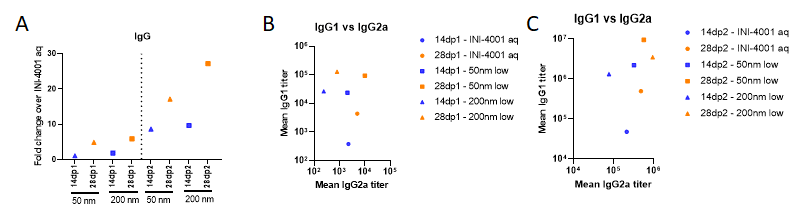 A
IgG
Fold change over INI-4001 aq
30
20
10
0
14dp1
28dp1
14dp1
28dp1
14dp2
28dp2
14dp2
28dp2
50 nm
200 nm
50 nm
200 nm
B
IgG1 vs IgG2a
Mean IgG1 titer
10⁶
10⁵
10⁴
10³
10²
10² 10³ 10⁴ 10⁵
Mean IgG2a titer
14dp1 - INI-4001 aq
28dp1 - INI-4001 aq
14dp1 - 50nm low
28dp1 - 50nm low
14dp1 - 200nm low
28dp1 - 200nm low
C
IgG1 vs IgG2a
Mean IgG1 titer
10⁷
10⁶
10⁵
10⁴
10⁴ 10⁵ 10⁶
Mean IgG2a titer
14dp2 - INI-4001 aq
28dp2 - INI-4001 aq
14dp2 - 50nm low
28dp2 - 50nm low
14dp2 - 200nm low
28dp2 - 200nm low